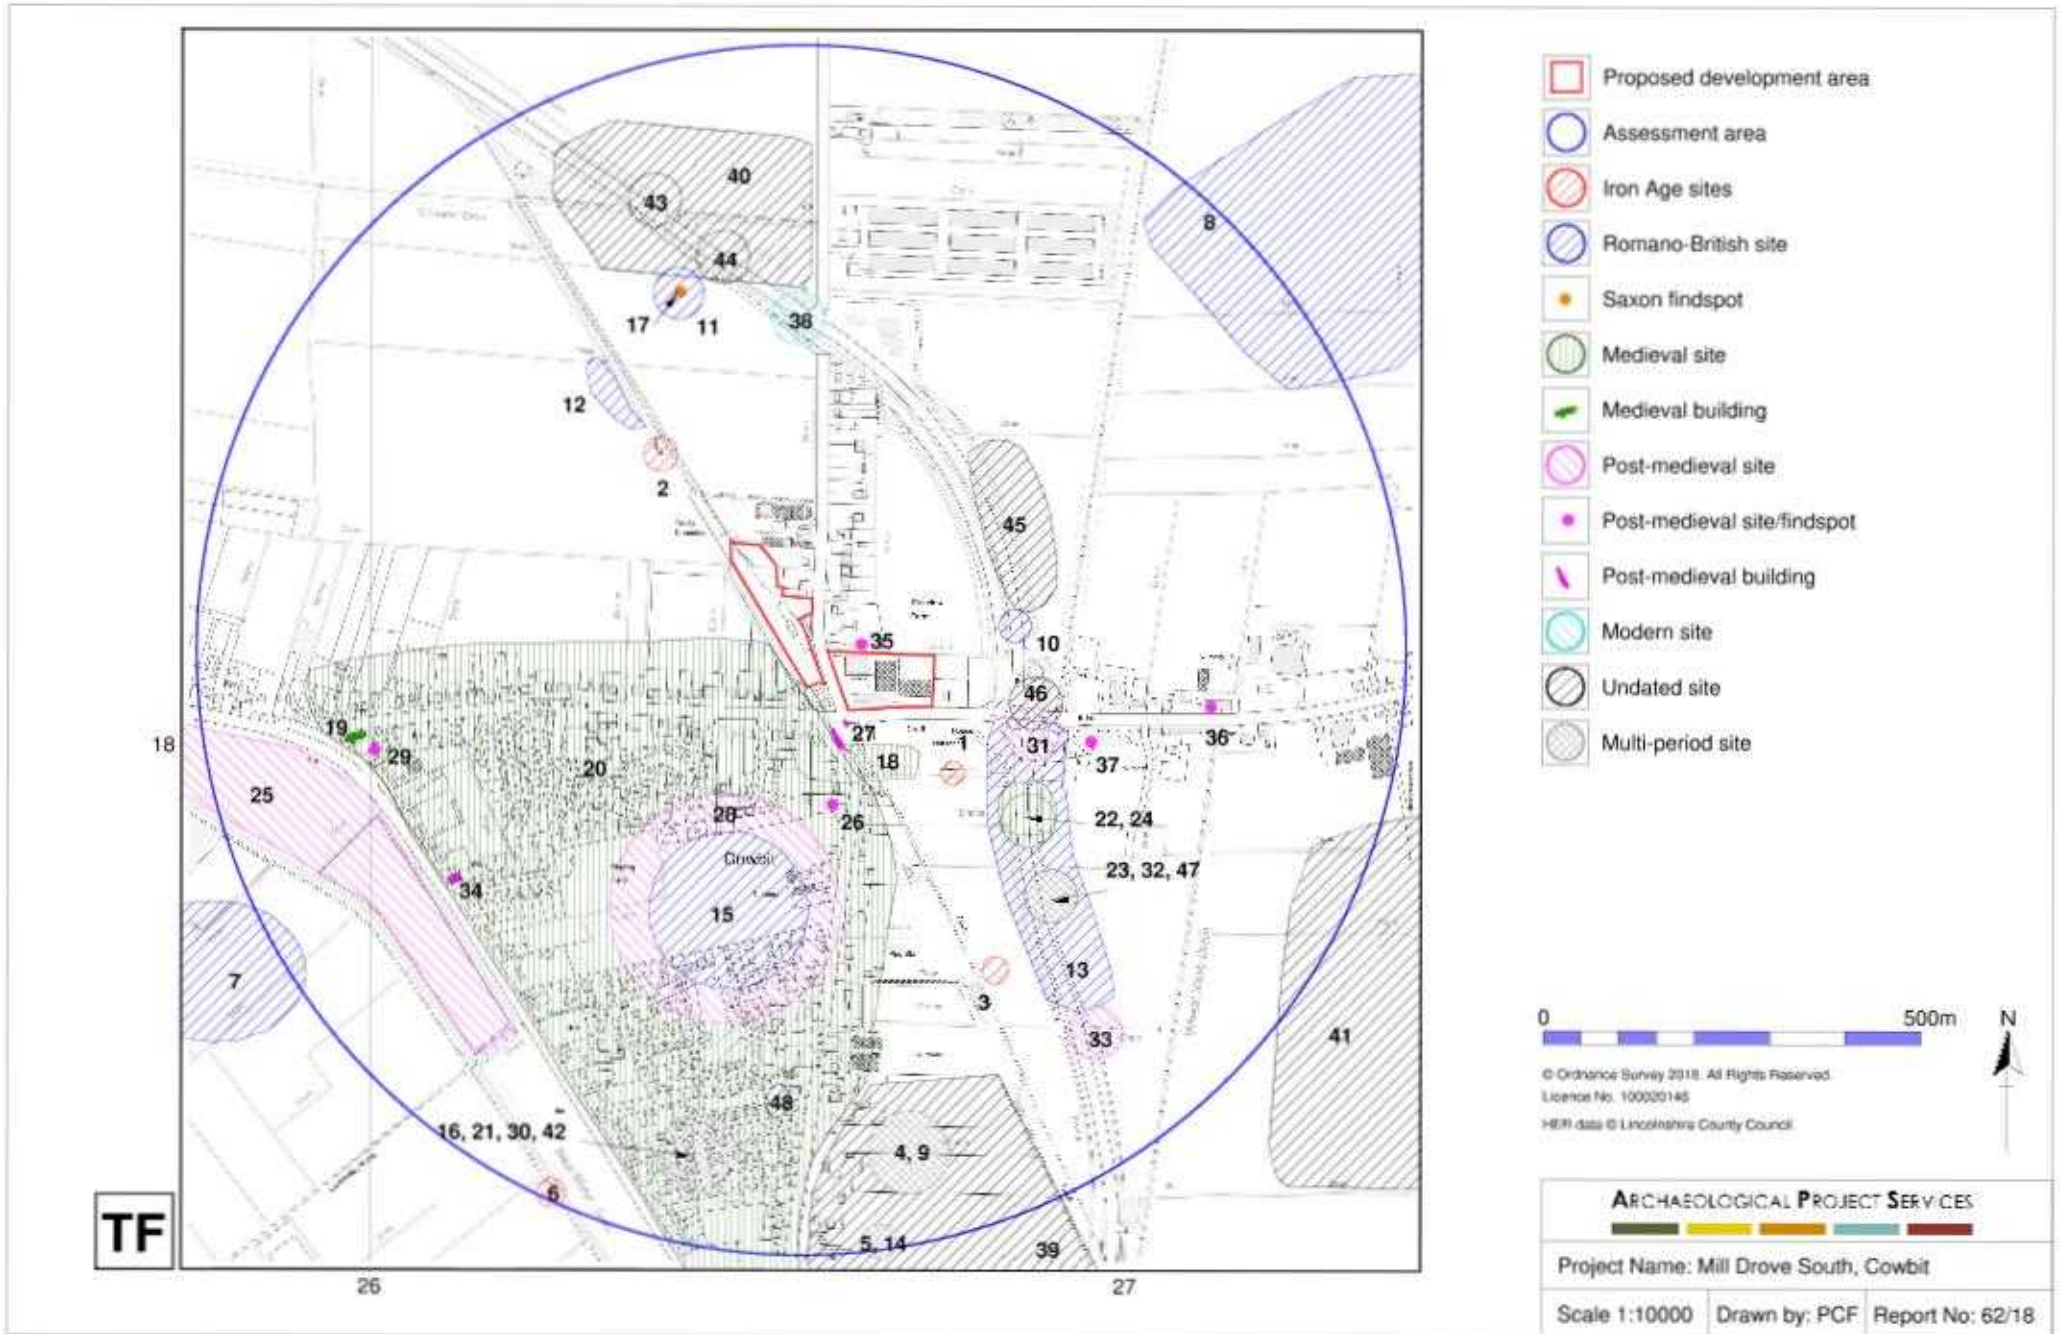 Proposed development area
Assessment area
Iron Age sites
Romano-British site
Saxon findspot
Medieval site
Medieval building
Post-medieval site
Post-medieval site/findspot
Post-medieval building
Modern site
Undated site
Multi-period site
40
43
8
44
17
11
38
12
2
45
35
10
46
19
27
1
31
36
18
29
18
37
20
25
28
26
22, 24
34
15
23, 32, 47
7
13
3
33
41
48
16, 21, 30, 42
4, 9
6
5, 14
39
TF
26
27
0 500m N
© Ordnance Survey 2018. All Rights Reserved.
Licence No. 100020146
HER data © Lincolnshire County Council
ARCHAEOLOGICAL PROJECT SERVICES
Project Name: Mill Drove South, Cowbit
Scale 1:10000 Drawn by: PCF Report No: 62/18